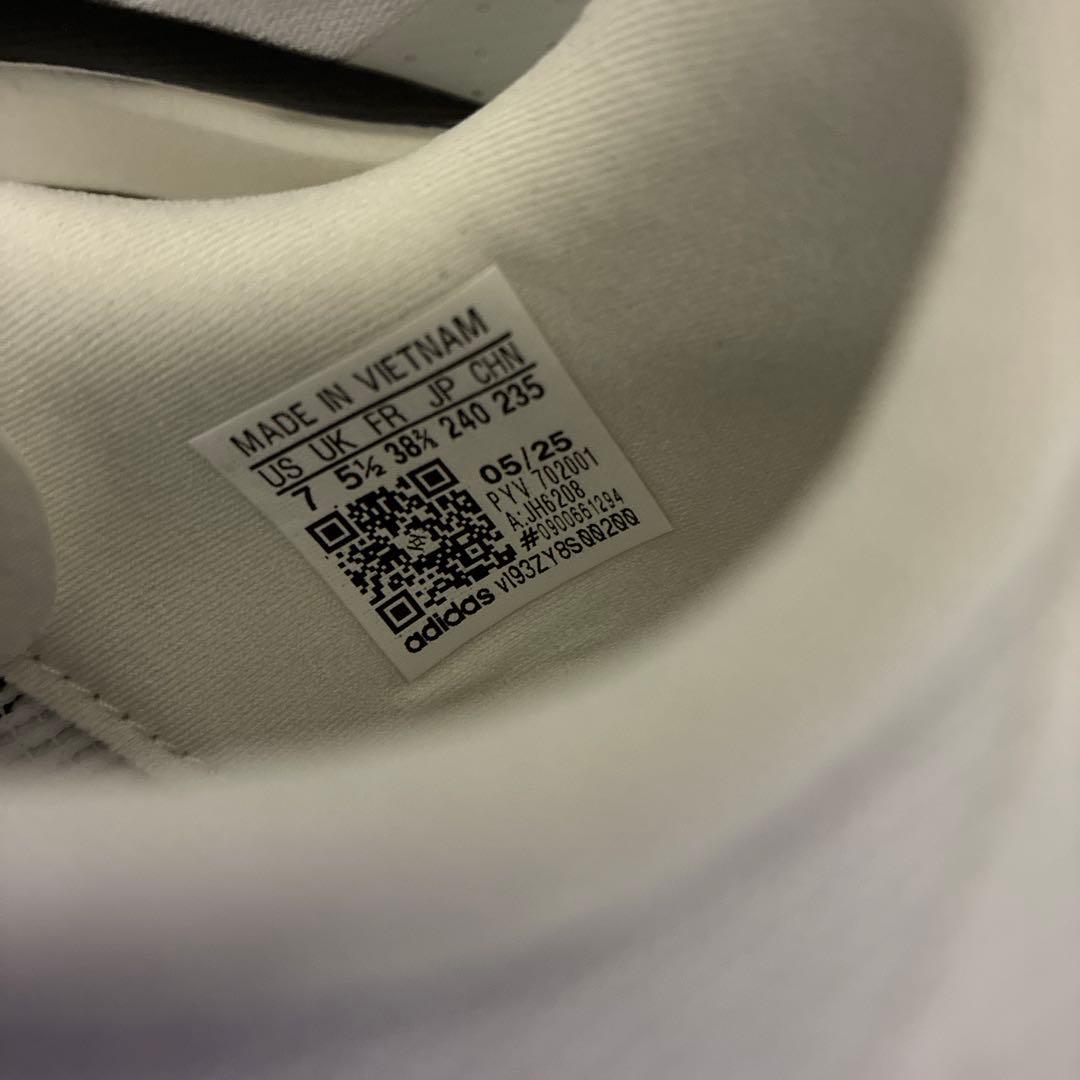 MADE IN VIETNAM
US UK FR JP CHN
7 5½ 38⅔ 240 235
05/25
PYV 702001
A:JH6208
#0900661294
adidas vI93ZY8SQQ2QQ